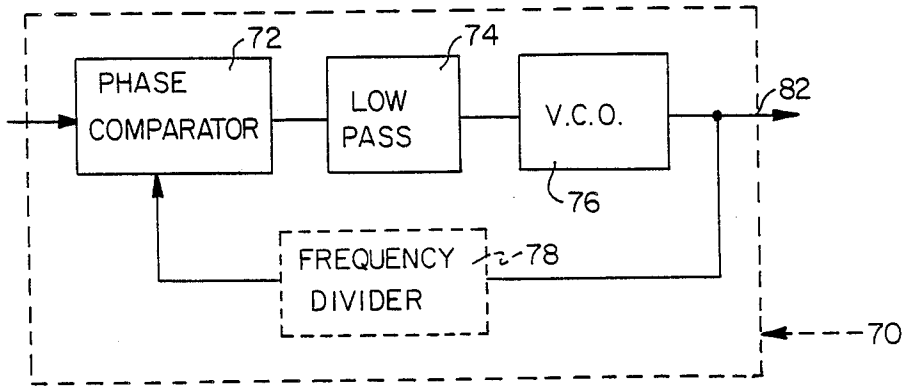 72
PHASE
COMPARATOR
74
LOW
PASS
V.C.O.
76
82
FREQUENCY
DIVIDER
78
70